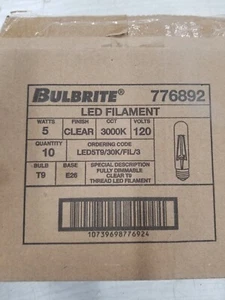 BULBRITE® 776892
LED FILAMENT
WATTS FINISH CCT VOLTS
5 CLEAR 3000K 120
QUANTITY ORDERING CODE
10 LED5T9/30K/FIL/3
BULB BASE SPECIAL DESCRIPTION
T9 E26 FULLY DIMMABLE
CLEAR T9
THREAD LED FILAMENT
10739698776924